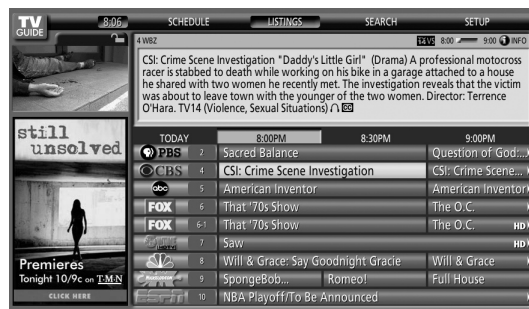 TV
GUIDE
8:06
SCHEDULE
LISTINGS
SEARCH
SETUP
4 WBZ
14 VS 8:00 9:00 INFO
CSI: Crime Scene Investigation "Daddy's Little Girl" (Drama) A professional motocross
racer is stabbed to death while working on his bike in a garage attached to a house
he shared with two women he recently met. The investigation reveals that the victim
was about to leave town with the younger of the two women. Director: Terrence
O'Hara. TV14 (Violence, Sexual Situations) CC
still
unsolved
Premieres
Tonight 10/9c on T·M·N
CLICK HERE
TODAY 8:00PM 8:30PM 9:00PM
PBS 2 Sacred Balance Question of God:...
CBS 4 CSI: Crime Scene Investigation CSI: Crime Scene...
abc 5 American Inventor American Inventor
FOX 6 That '70s Show The O.C.
FOX 6-1 That '70s Show The O.C. HD
7 Saw HD
8 Will & Grace: Say Goodnight Gracie Will & Grace
NICKELODEON 9 SpongeBob... Romeo! Full House
ESPN 10 NBA Playoff/To Be Announced